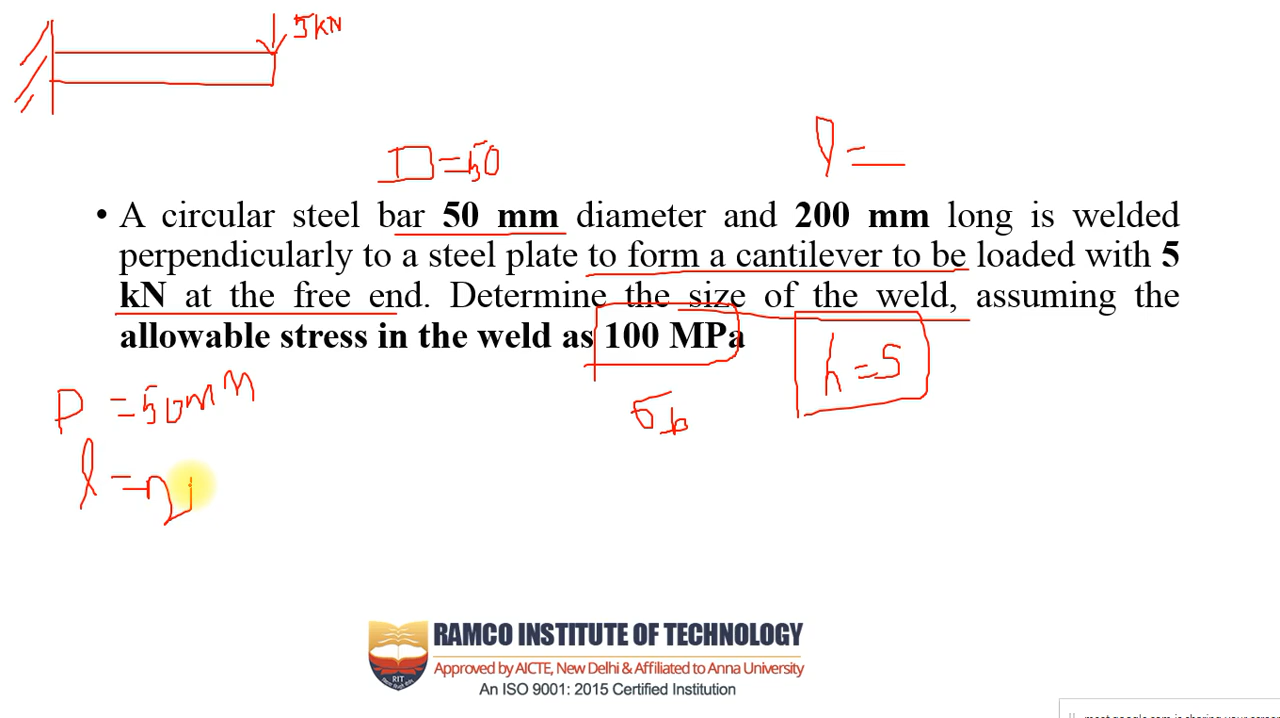 5 kN
D = 50
l =
• A circular steel bar 50 mm diameter and 200 mm long is welded
perpendicularly to a steel plate to form a cantilever to be loaded with 5
kN at the free end. Determine the size of the weld, assuming the
allowable stress in the weld as 100 MPa
h = S
σb
D = 50mm
l =
RAMCO INSTITUTE OF TECHNOLOGY
Approved by AICTE, New Delhi & Affiliated to Anna University
RIT
An ISO 9001: 2015 Certified Institution